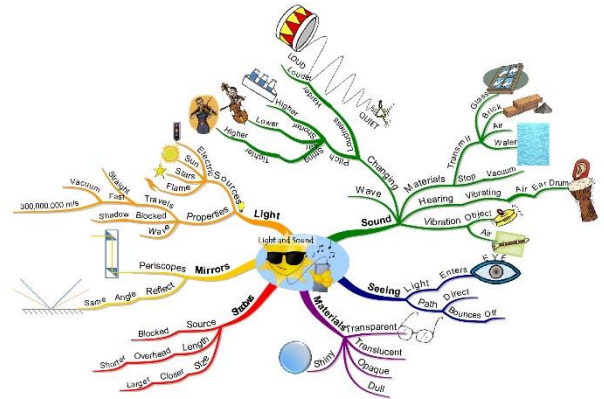 Light and Sound
Sound
Changing
Loudness
Harder
Louder
LOUD
QUIET
Pitch
Shorter
Higher
String
Lower
Tighter
Higher
Wave
Materials
Transmit
Glass
Brick
Air
Water
Stop
Vacuum
Hearing
Vibrating
Air
Ear Drum
Vibration
Object
Air
Seeing
Light
Enters
EYE
Path
Direct
Bounces Off
Materials
Transparent
Translucent
Opaque
Dull
Shiny
Source
Blocked
Length
Overhead
Shorter
Size
Closer
Larger
Mirrors
Periscopes
Reflect
Angle
Same
Light
Sources
Electric
Sun
Stars
Flame
Properties
Travels
Straight
Fast
Vacuum
300,000,000 m/s
Blocked
Shadow
Wave